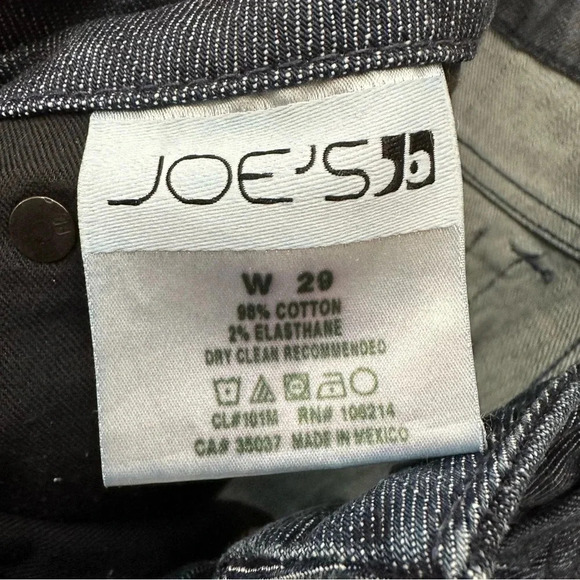 JOE'S
W 29
98% COTTON
2% ELASTHANE
DRY CLEAN RECOMMENDED
CL#101M RN# 106214
CA# 35037 MADE IN MEXICO